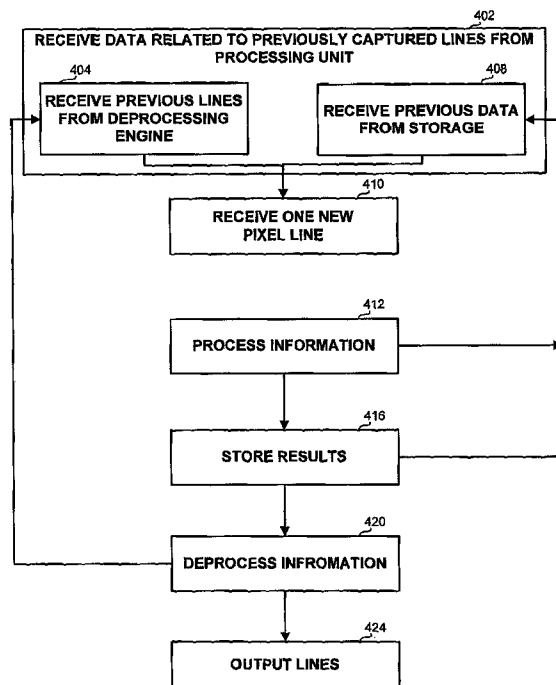 402
RECEIVE DATA RELATED TO PREVIOUSLY CAPTURED LINES FROM
PROCESSING UNIT
404
RECEIVE PREVIOUS LINES
FROM DEPROCESSING
ENGINE
408
RECEIVE PREVIOUS DATA
FROM STORAGE
410
RECEIVE ONE NEW
PIXEL LINE
412
PROCESS INFORMATION
416
STORE RESULTS
420
DEPROCESS INFROMATION
424
OUTPUT LINES